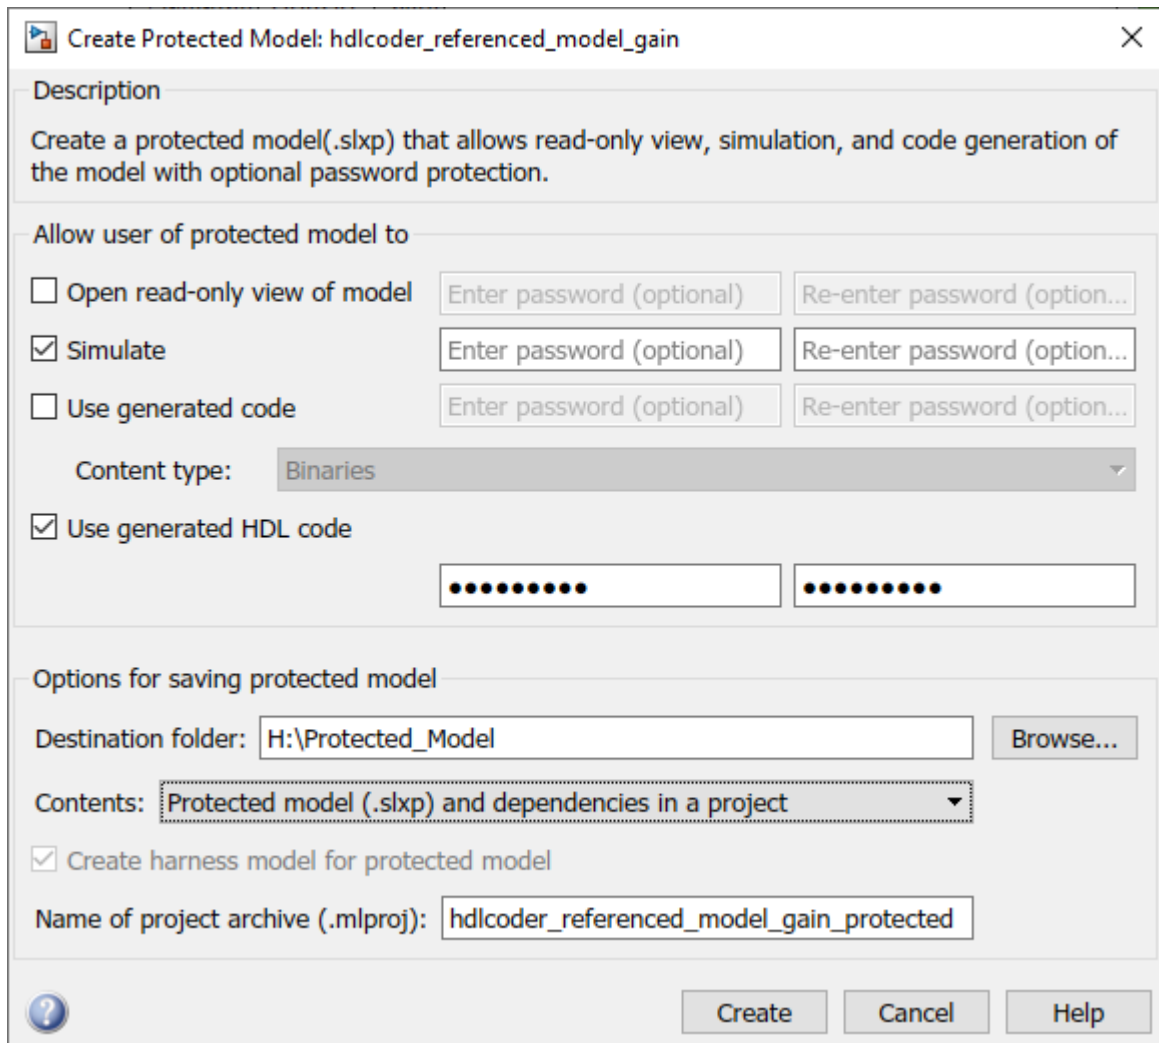 Create Protected Model: hdlcoder_referenced_model_gain
Description
Create a protected model(.slxp) that allows read-only view, simulation, and code generation of
the model with optional password protection.
Allow user of protected model to
Open read-only view of model Enter password (optional) Re-enter password (option...
Simulate Enter password (optional) Re-enter password (option...
Use generated code Enter password (optional) Re-enter password (option...
Content type: Binaries
Use generated HDL code
●●●●●●●●● ●●●●●●●●●
Options for saving protected model
Destination folder: H:\Protected_Model Browse...
Contents: Protected model (.slxp) and dependencies in a project
Create harness model for protected model
Name of project archive (.mlproj): hdlcoder_referenced_model_gain_protected
? Create Cancel Help